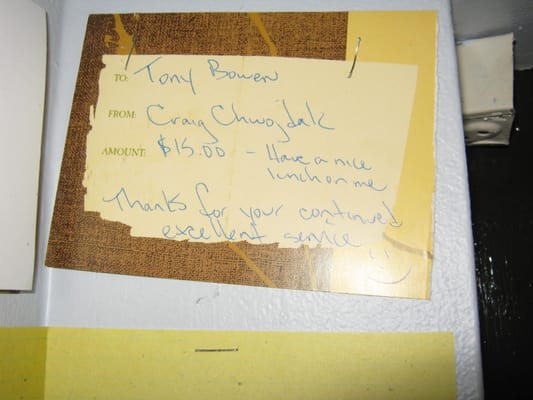 TO: Tony Bowen
FROM: Craig Chwojdak
AMOUNT: $15.00 - Have a nice
lunch on me
Thanks for your continued
excellent service